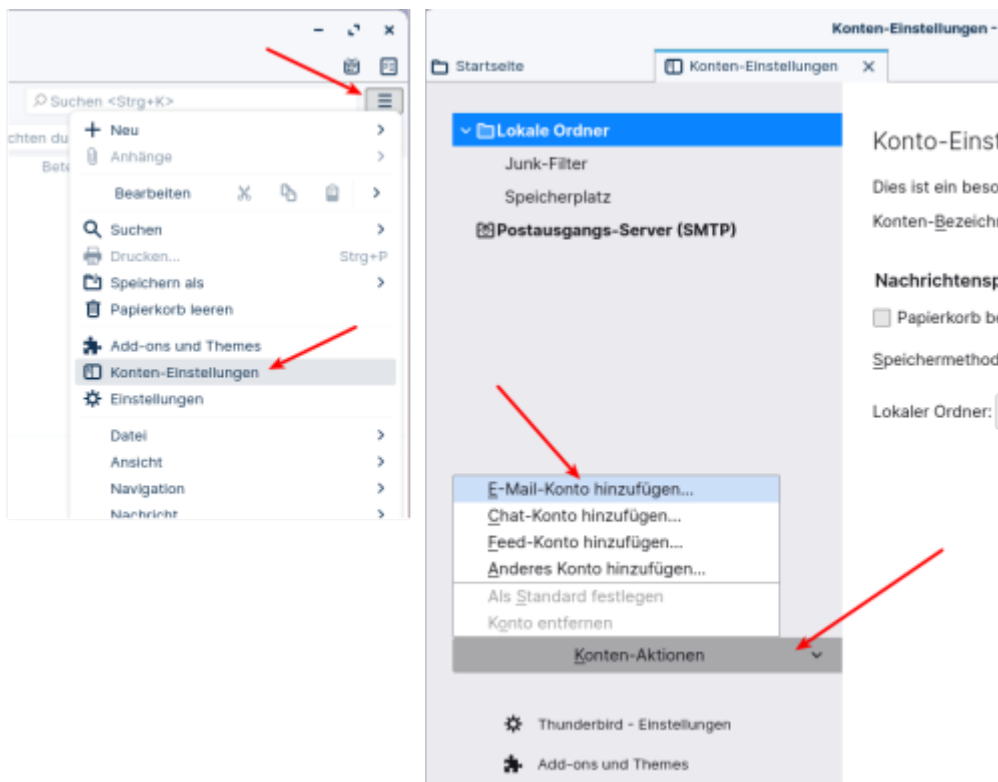 Suchen <Strg+K>
chten du
Bete
Neu
Anhänge
Bearbeiten
Suchen
Drucken... Strg+P
Speichern als
Papierkorb leeren
Add-ons und Themes
Konten-Einstellungen
Einstellungen
Datei
Ansicht
Navigation
Nachricht
Konten-Einstellungen -
Startseite Konten-Einstellungen
Lokale Ordner
Junk-Filter
Speicherplatz
Postausgangs-Server (SMTP)
Konto-Einst
Dies ist ein beso
Konten-Bezeichn
Nachrichtensp
Papierkorb be
Speichermethod
Lokaler Ordner:
E-Mail-Konto hinzufügen...
Chat-Konto hinzufügen...
Feed-Konto hinzufügen...
Anderes Konto hinzufügen...
Als Standard festlegen
Konto entfernen
Konten-Aktionen
Thunderbird - Einstellungen
Add-ons und Themes